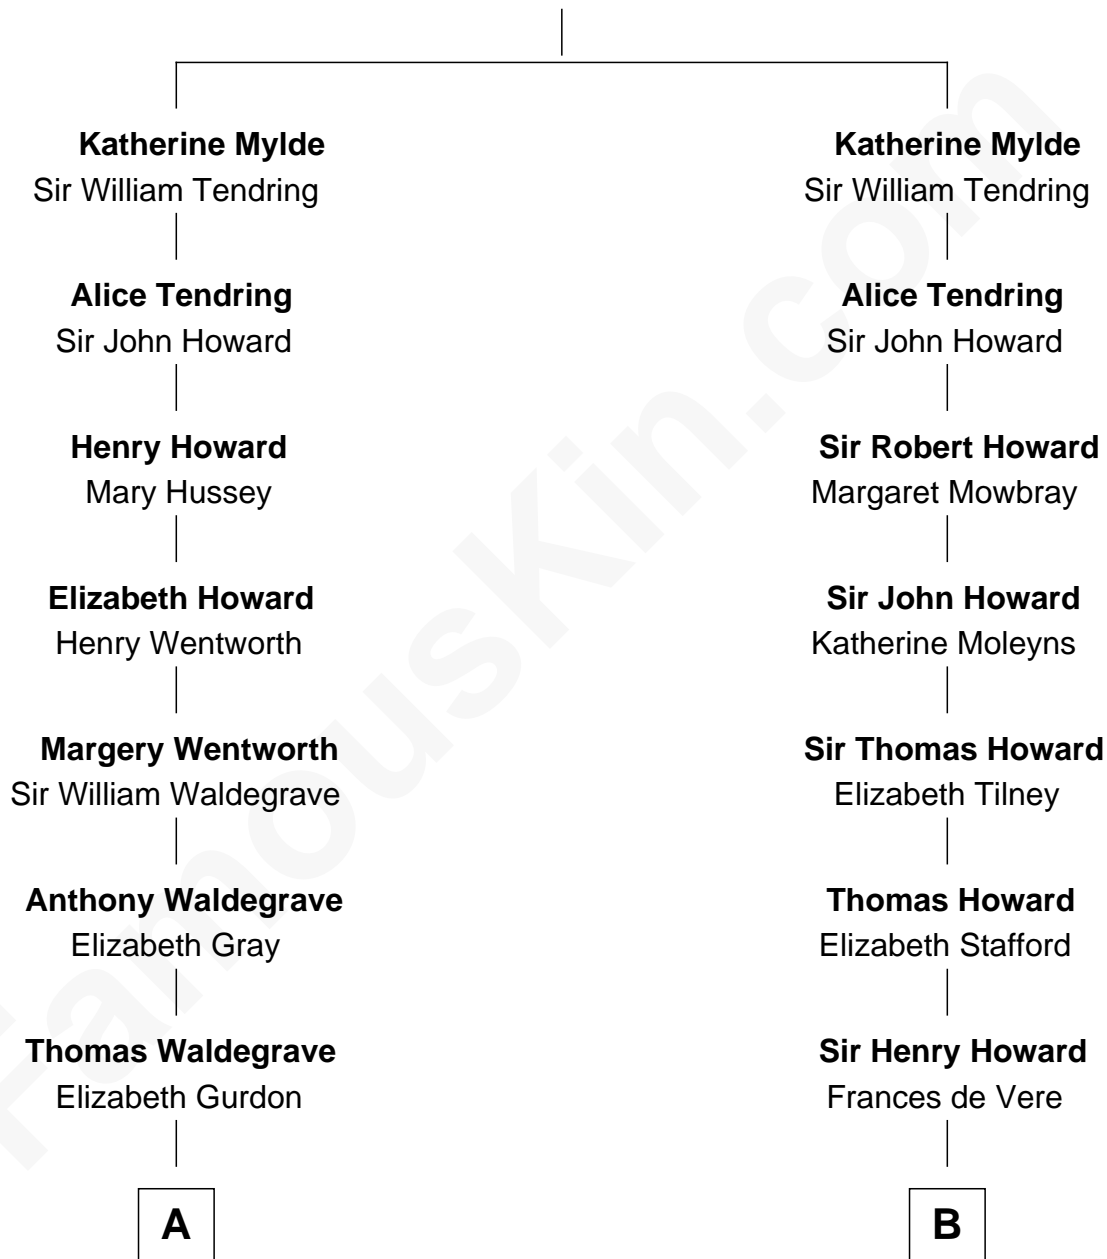 Katherine Mylde
Sir William Tendring
Alice Tendring
Sir John Howard
Henry Howard
Mary Hussey
Elizabeth Howard
Henry Wentworth
Margery Wentworth
Sir William Waldegrave
Anthony Waldegrave
Elizabeth Gray
Thomas Waldegrave
Elizabeth Gurdon
A
Katherine Mylde
Sir William Tendring
Alice Tendring
Sir John Howard
Sir Robert Howard
Margaret Mowbray
Sir John Howard
Katherine Moleyns
Sir Thomas Howard
Elizabeth Tilney
Thomas Howard
Elizabeth Stafford
Sir Henry Howard
Frances de Vere
B
FamousKin.com